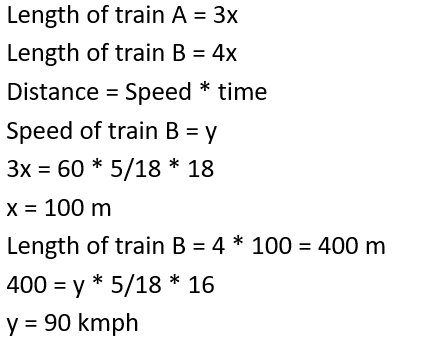 Length of train A = 3x
Length of train B = 4x
Distance = Speed * time
Speed of train B = y
3x = 60 * 5/18 * 18
x = 100 m
Length of train B = 4 * 100 = 400 m
400 = y * 5/18 * 16
y = 90 kmph